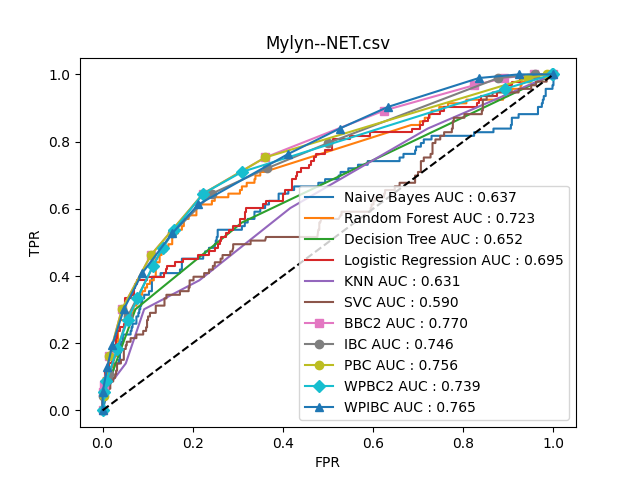 Mylyn--NET.csv
TPR
1.0
0.8
0.6
0.4
0.2
0.0
Naive Bayes AUC : 0.637
Random Forest AUC : 0.723
Decision Tree AUC : 0.652
Logistic Regression AUC : 0.695
KNN AUC : 0.631
SVC AUC : 0.590
BBC2 AUC : 0.770
IBC AUC : 0.746
PBC AUC : 0.756
WPBC2 AUC : 0.739
WPIBC AUC : 0.765
0.0 0.2 0.4 0.6 0.8 1.0
FPR